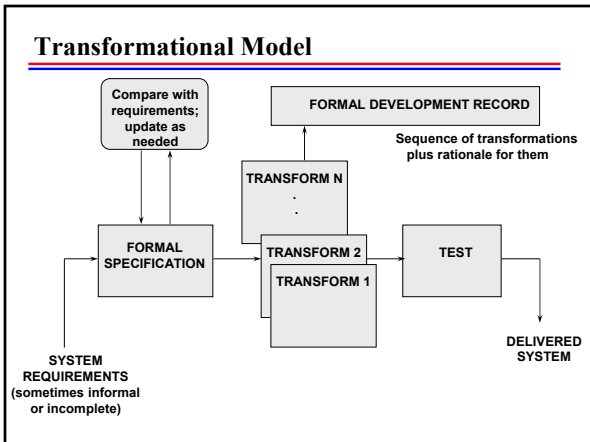 Transformational Model
Compare with
requirements;
update as
needed
FORMAL DEVELOPMENT RECORD
Sequence of transformations
plus rationale for them
TRANSFORM N
.
.
FORMAL
SPECIFICATION
TRANSFORM 2
TRANSFORM 1
TEST
SYSTEM
REQUIREMENTS
(sometimes informal
or incomplete)
DELIVERED
SYSTEM